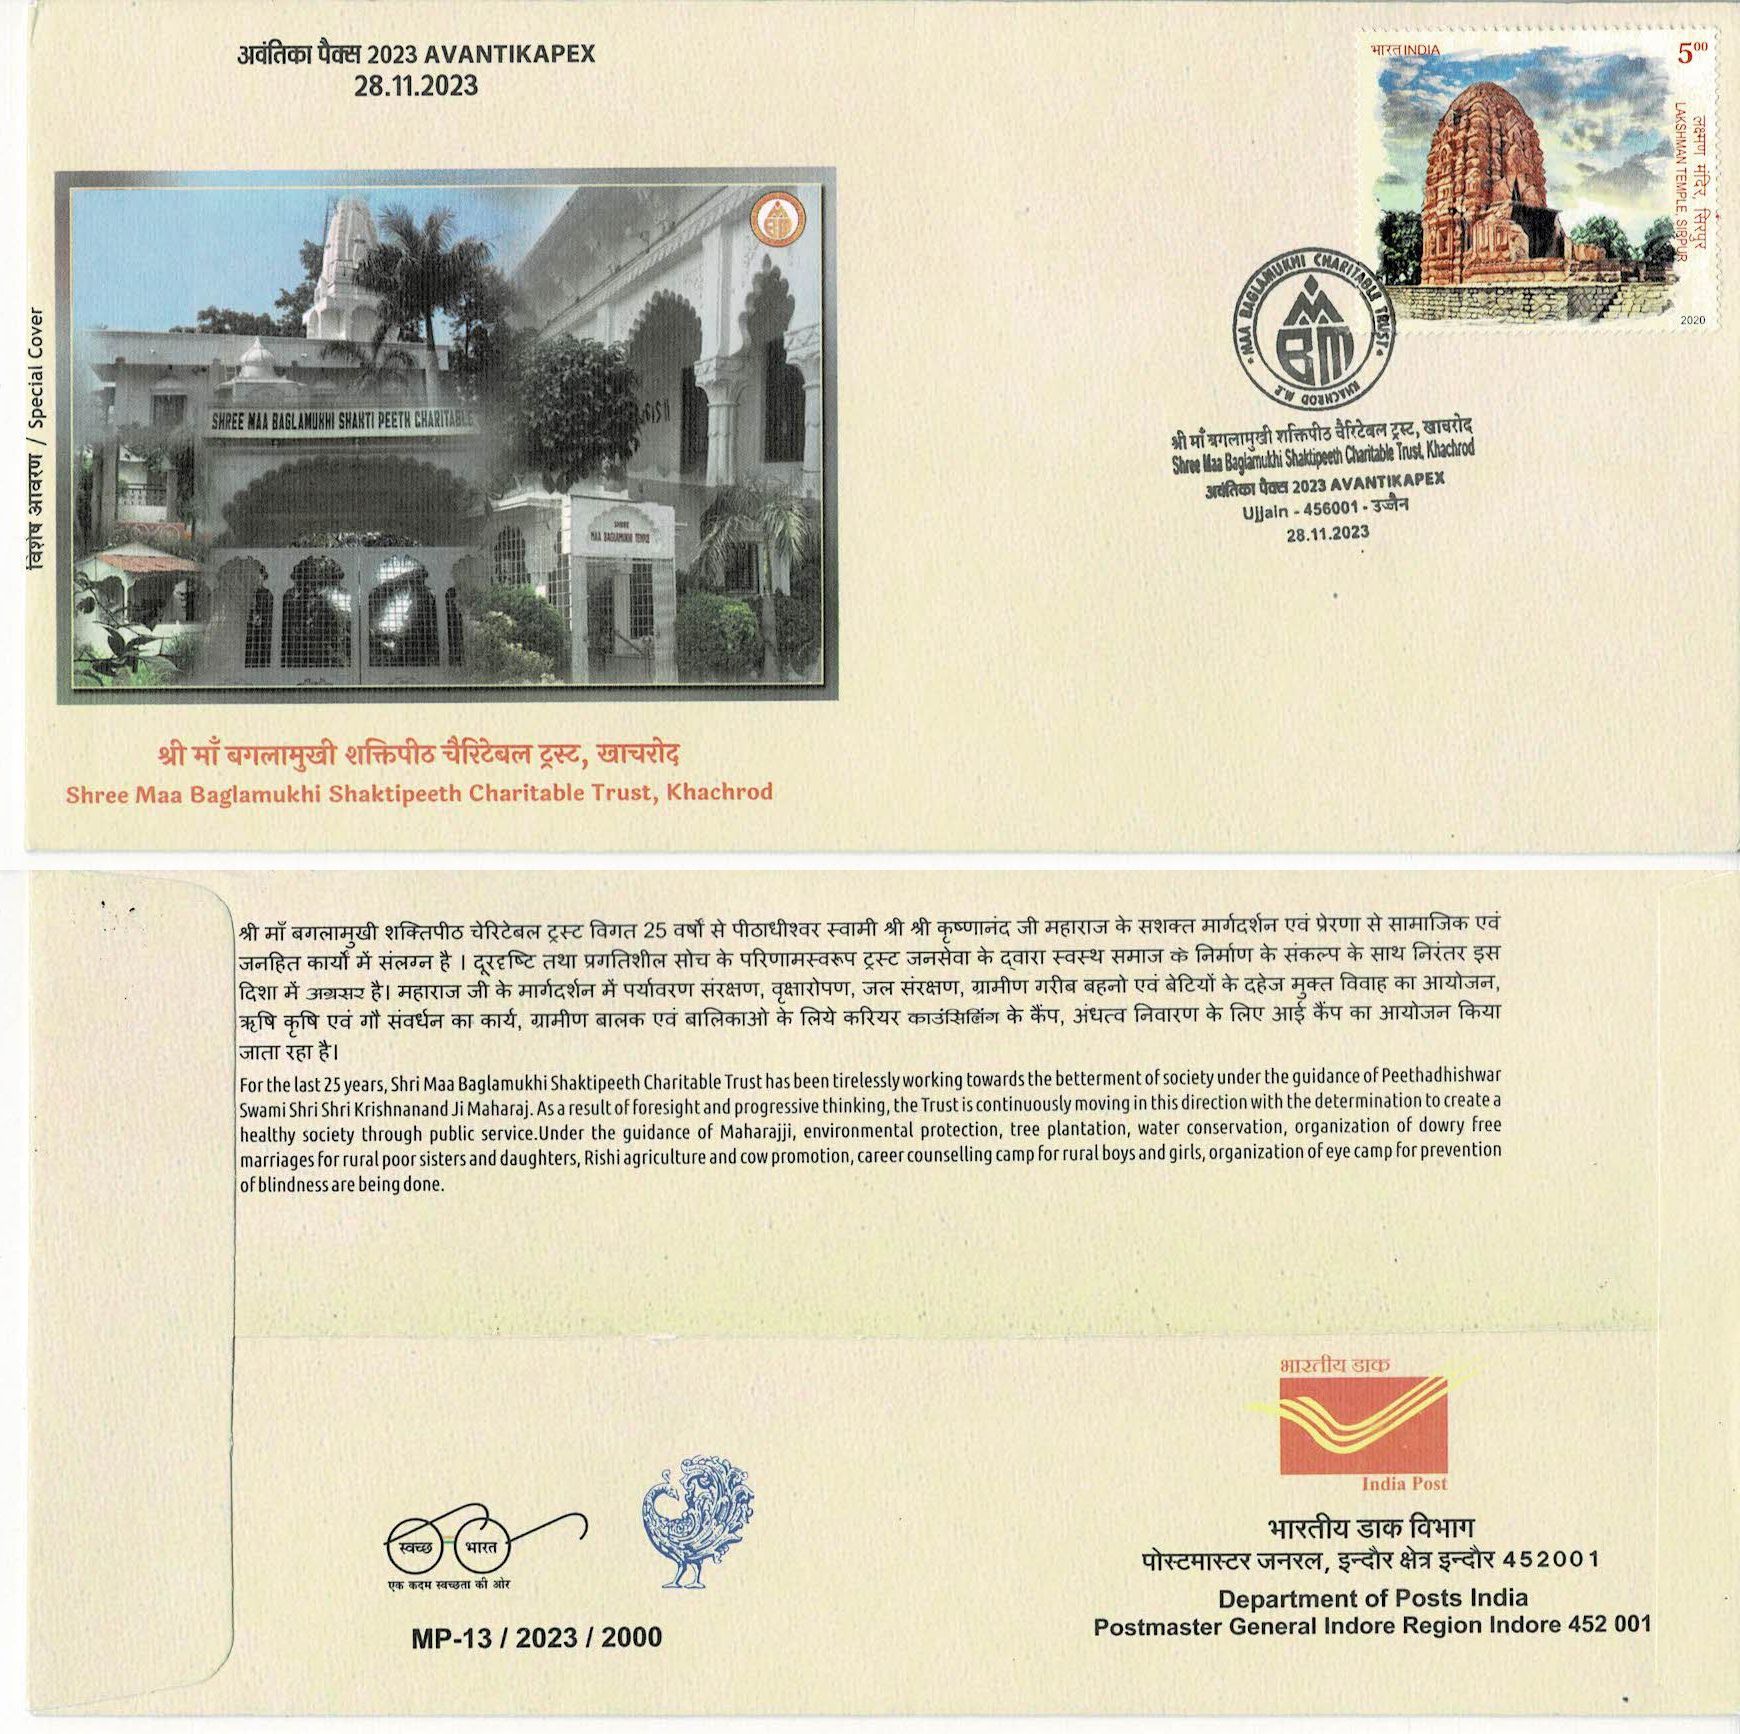 अवंतिका पैक्स 2023 AVANTIKAPEX
28.11.2023
भारत INDIA
5.00
लक्ष्मण मंदिर, सिरपुर
LAKSHMAN TEMPLE, SIRPUR
2020
विशेष आवरण / Special Cover
SHREE MAA BAGLAMUKHI SHAKTI PEETH CHARITABLE
SHREE
MAA BAGLAMUKHI TEMPLE
MAA BAGLAMUKHI CHARITABLE TRUST
BM
KHACHROD M.P.
श्री माँ बगलामुखी शक्तिपीठ चैरिटेबल ट्रस्ट, खाचरोद
Shree Maa Baglamukhi Shaktipeeth Charitable Trust, Khachrod
अवंतिका पैक्स 2023 AVANTIKAPEX
Ujjain - 456001 - उज्जैन
28.11.2023
श्री माँ बगलामुखी शक्तिपीठ चैरिटेबल ट्रस्ट, खाचरोद
Shree Maa Baglamukhi Shaktipeeth Charitable Trust, Khachrod
श्री माँ बगलामुखी शक्तिपीठ चेरिटेबल ट्रस्ट विगत 25 वर्षों से पीठाधीश्वर स्वामी श्री श्री कृष्णानंद जी महाराज के सशक्त मार्गदर्शन एवं प्रेरणा से सामाजिक एवं
जनहित कार्यों में संलग्न है । दूरदृष्टि तथा प्रगतिशील सोच के परिणामस्वरूप ट्रस्ट जनसेवा के द्वारा स्वस्थ समाज के निर्माण के संकल्प के साथ निरंतर इस
दिशा में अग्रसर है। महाराज जी के मार्गदर्शन में पर्यावरण संरक्षण, वृक्षारोपण, जल संरक्षण, ग्रामीण गरीब बहनो एवं बेटियों के दहेज मुक्त विवाह का आयोजन,
ऋषि कृषि एवं गौ संवर्धन का कार्य, ग्रामीण बालक एवं बालिकाओ के लिये करियर काउंसिलिंग के कैंप, अंधत्व निवारण के लिए आई कैंप का आयोजन किया
जाता रहा है।
For the last 25 years, Shri Maa Baglamukhi Shaktipeeth Charitable Trust has been tirelessly working towards the betterment of society under the guidance of Peethadhishwar
Swami Shri Shri Krishnanand Ji Maharaj. As a result of foresight and progressive thinking, the Trust is continuously moving in this direction with the determination to create a
healthy society through public service.Under the guidance of Maharajji, environmental protection, tree plantation, water conservation, organization of dowry free
marriages for rural poor sisters and daughters, Rishi agriculture and cow promotion, career counselling camp for rural boys and girls, organization of eye camp for prevention
of blindness are being done.
भारतीय डाक
India Post
स्वच्छ भारत
एक कदम स्वच्छता की ओर
MP-13 / 2023 / 2000
भारतीय डाक विभाग
पोस्टमास्टर जनरल, इन्दौर क्षेत्र इन्दौर 452001
Department of Posts India
Postmaster General Indore Region Indore 452 001